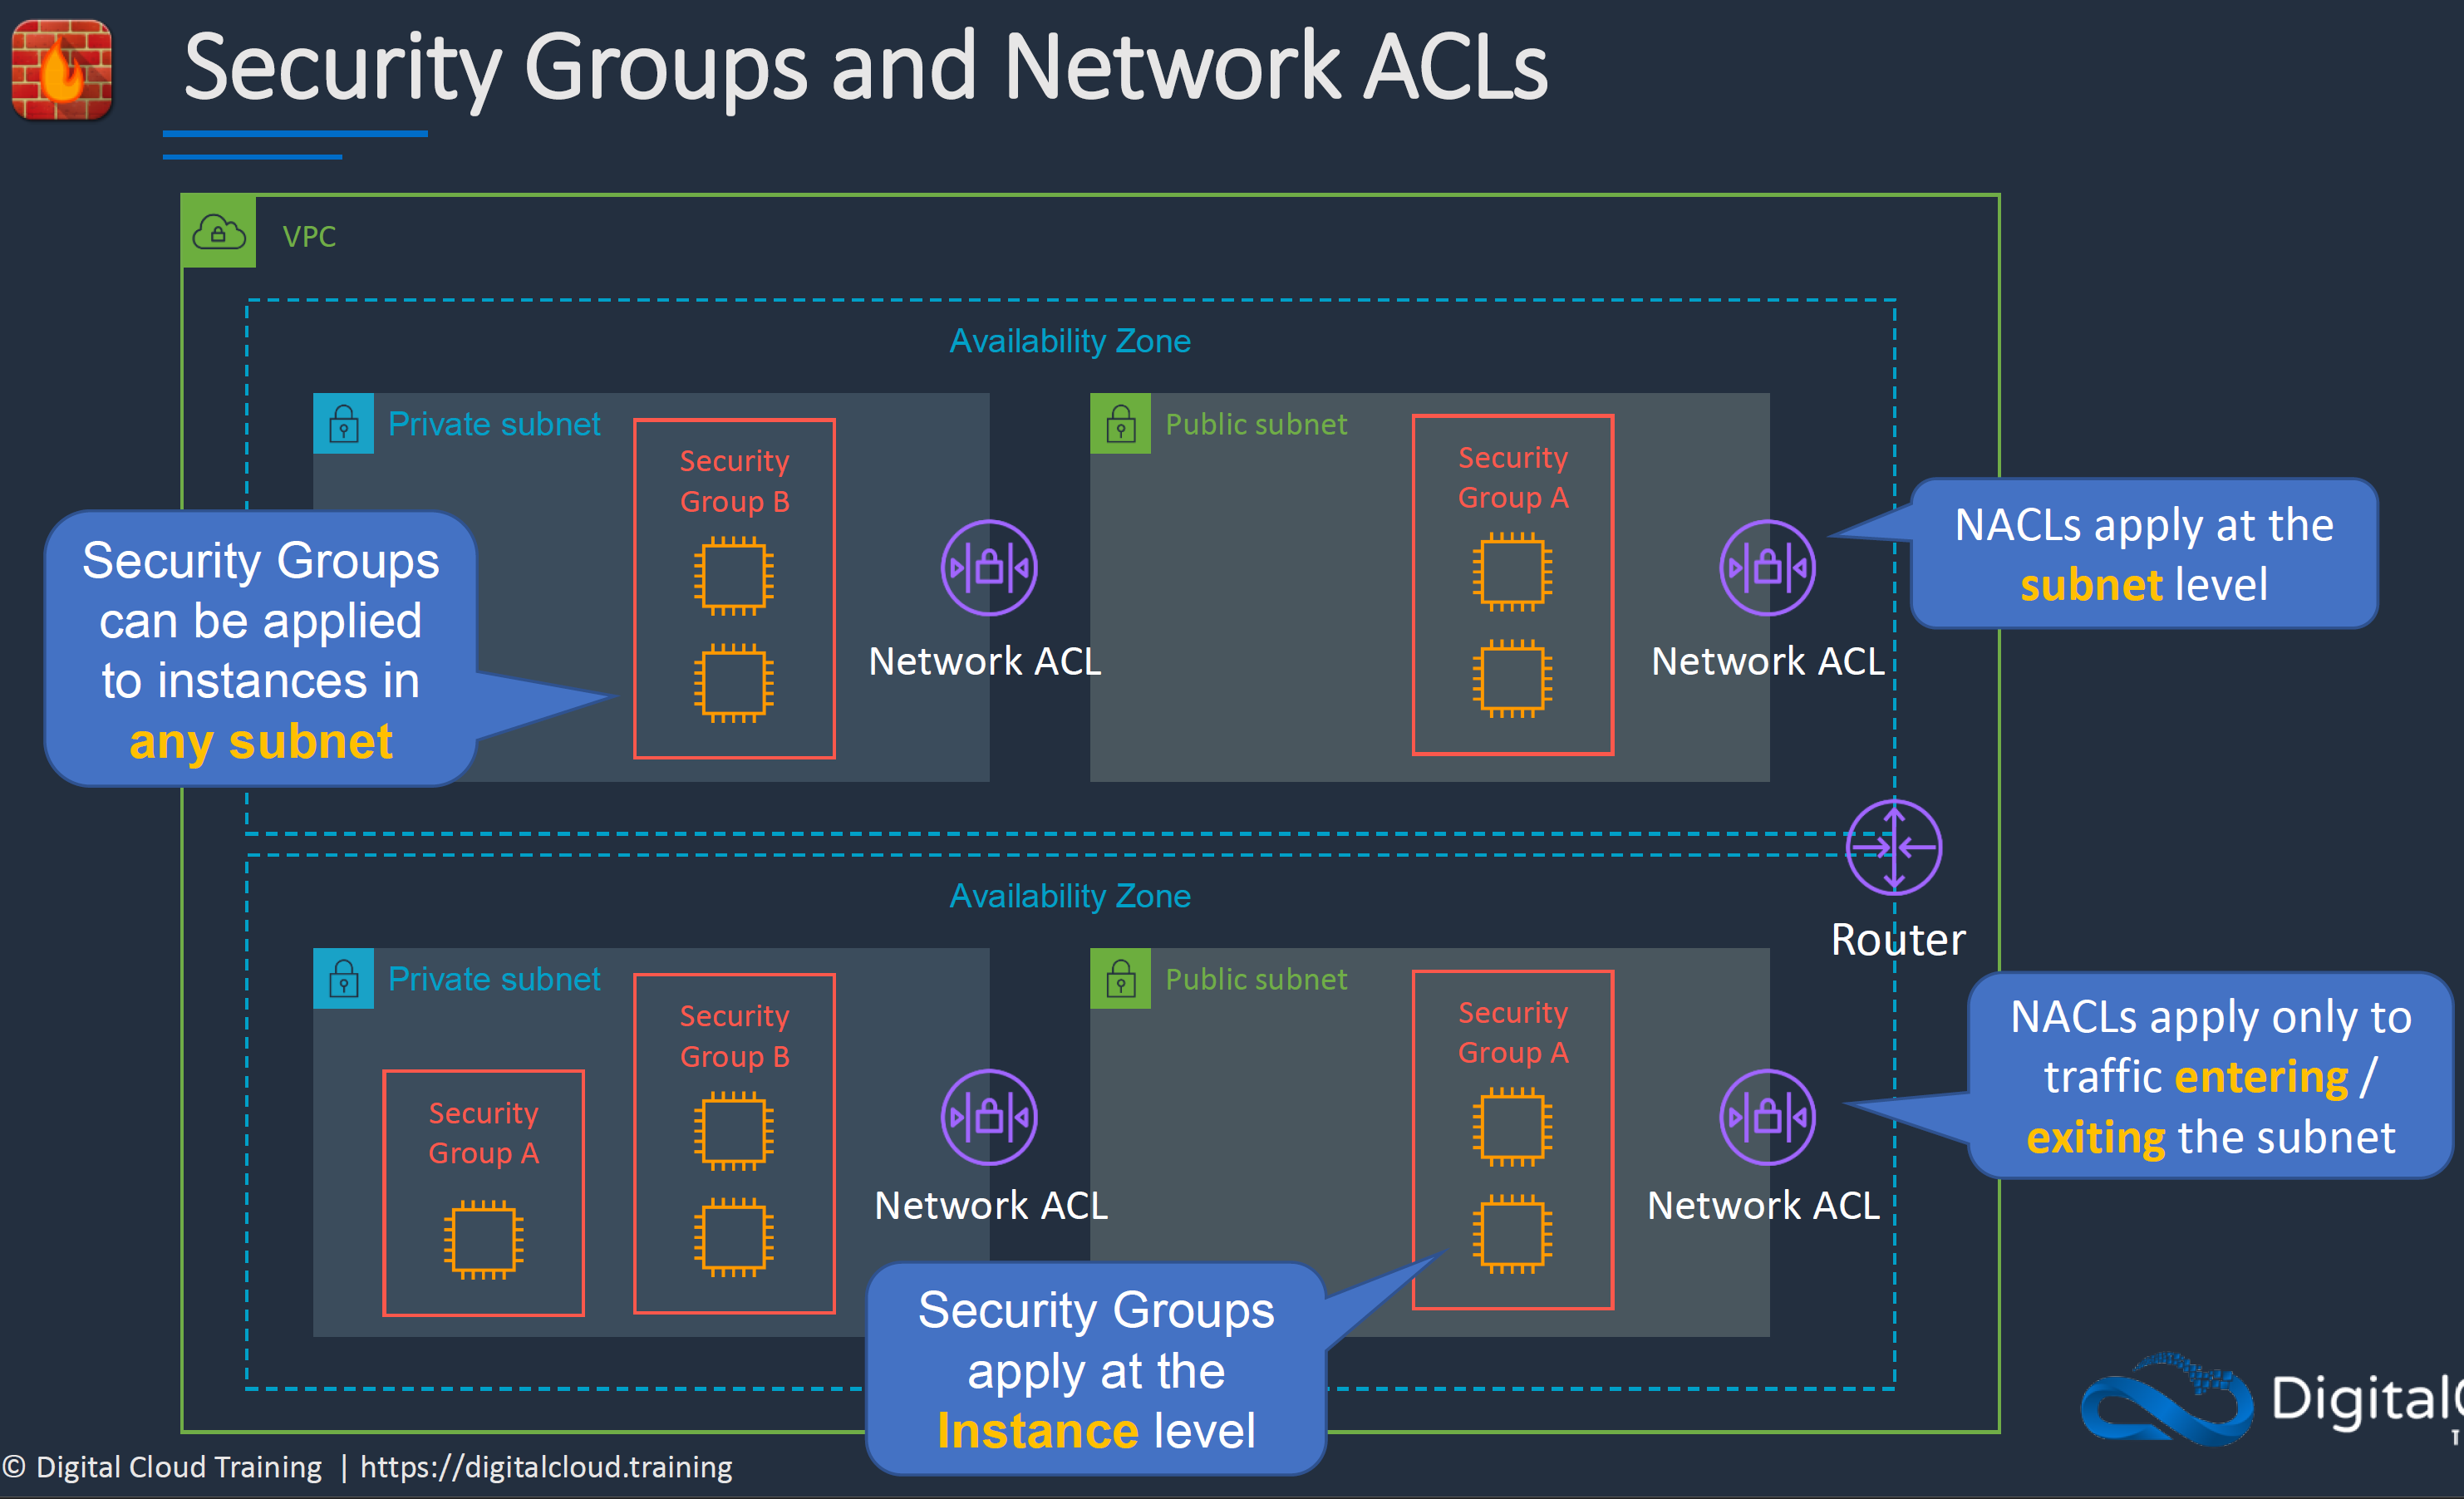 Security Groups and Network ACLs
VPC
Availability Zone
Private subnet
Security
Group B
Network ACL
Public subnet
Security
Group A
Network ACL
Security Groups
can be applied
to instances in
any subnet
NACLs apply at the
subnet level
Router
Availability Zone
Private subnet
Security
Group A
Security
Group B
Network ACL
Public subnet
Security
Group A
Network ACL
NACLs apply only to
traffic entering /
exiting the subnet
Security Groups
apply at the
Instance level
Digital
© Digital Cloud Training | https://digitalcloud.training